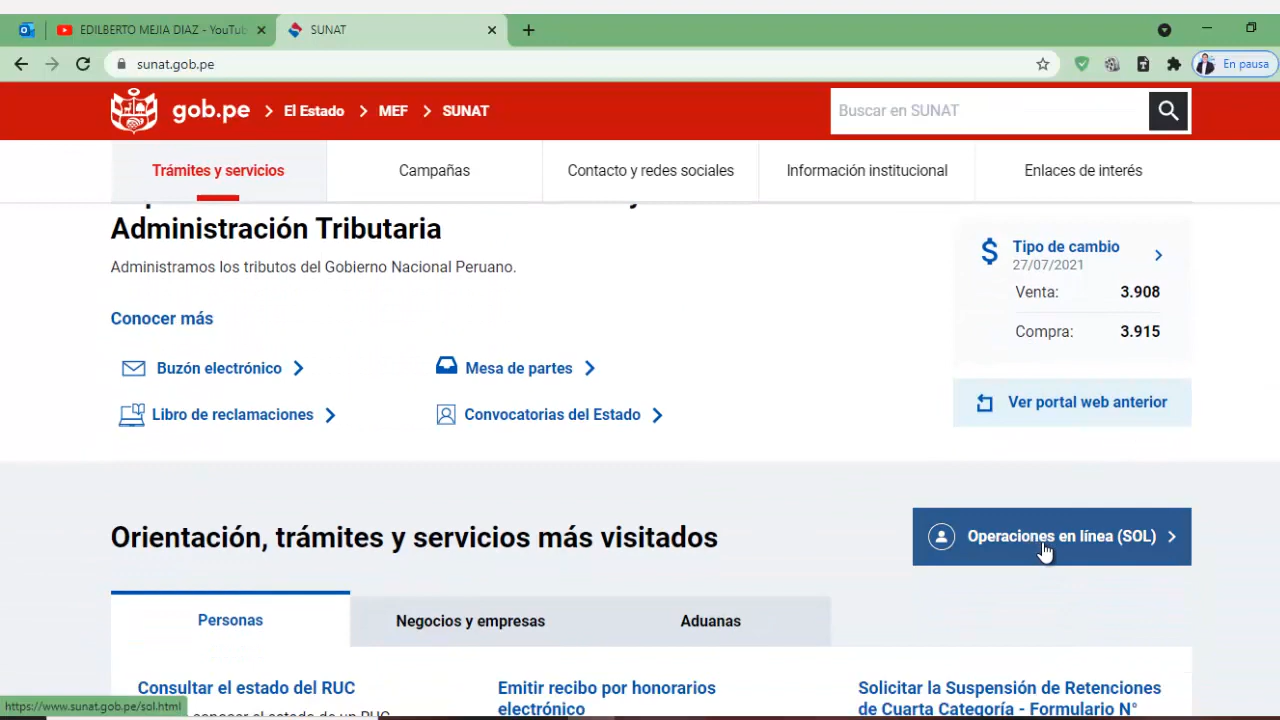 EDILBERTO MEJIA DIAZ - YouTub
SUNAT
sunat.gob.pe
En pausa
gob.pe
El Estado
MEF
SUNAT
Buscar en SUNAT
Trámites y servicios
Campañas
Contacto y redes sociales
Información institucional
Enlaces de interés
Administración Tributaria
Administramos los tributos del Gobierno Nacional Peruano.
Conocer más
Buzón electrónico
Mesa de partes
Libro de reclamaciones
Convocatorias del Estado
Tipo de cambio
27/07/2021
Venta: 3.908
Compra: 3.915
Ver portal web anterior
Orientación, trámites y servicios más visitados
Operaciones en línea (SOL)
Personas
Negocios y empresas
Aduanas
Consultar el estado del RUC
Emitir recibo por honorarios
electrónico
Solicitar la Suspensión de Retenciones
de Cuarta Categoría - Formulario N°
https://www.sunat.gob.pe/sol.html